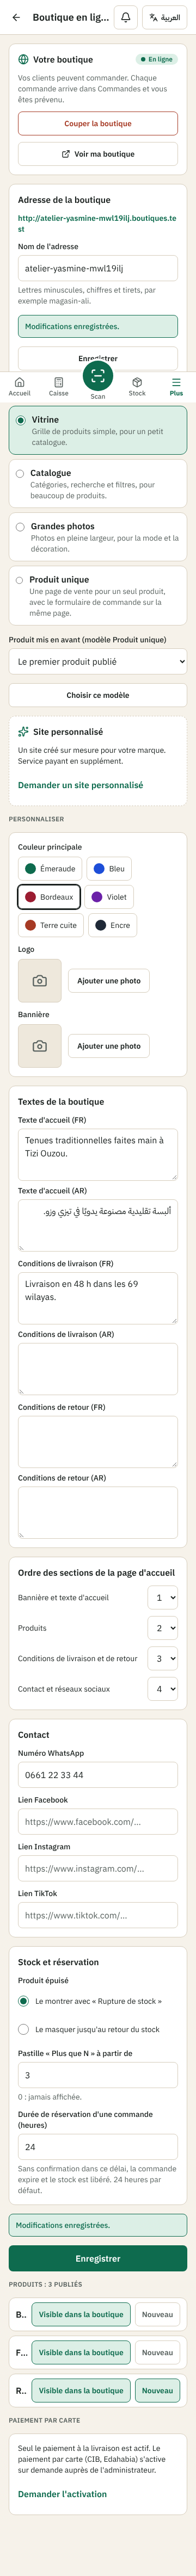 Boutique en lig...
العربية
Votre boutique
En ligne
Vos clients peuvent commander. Chaque
commande arrive dans Commandes et vous
êtes prévenu.
Couper la boutique
Voir ma boutique
Adresse de la boutique
http://atelier-yasmine-mwl19ilj.boutiques.te
st
Nom de l'adresse
atelier-yasmine-mwl19ilj
Lettres minuscules, chiffres et tirets, par
exemple magasin-ali.
Modifications enregistrées.
Enregistrer
Accueil
Caisse
Scan
Stock
Plus
Vitrine
Grille de produits simple, pour un petit
catalogue.
Catalogue
Catégories, recherche et filtres, pour
beaucoup de produits.
Grandes photos
Photos en pleine largeur, pour la mode et la
décoration.
Produit unique
Une page de vente pour un seul produit,
avec le formulaire de commande sur la
même page.
Produit mis en avant (modèle Produit unique)
Le premier produit publié
Choisir ce modèle
Site personnalisé
Un site créé sur mesure pour votre marque.
Service payant en supplément.
Demander un site personnalisé
PERSONNALISER
Couleur principale
Émeraude
Bleu
Bordeaux
Violet
Terre cuite
Encre
Logo
Ajouter une photo
Bannière
Ajouter une photo
Textes de la boutique
Texte d'accueil (FR)
Tenues traditionnelles faites main à
Tizi Ouzou.
Texte d'accueil (AR)
ألبسة تقليدية مصنوعة يدويًا في تيزي وزو.
Conditions de livraison (FR)
Livraison en 48 h dans les 69
wilayas.
Conditions de livraison (AR)
Conditions de retour (FR)
Conditions de retour (AR)
Ordre des sections de la page d'accueil
Bannière et texte d'accueil
1
Produits
2
Conditions de livraison et de retour
3
Contact et réseaux sociaux
4
Contact
Numéro WhatsApp
0661 22 33 44
Lien Facebook
https://www.facebook.com/...
Lien Instagram
https://www.instagram.com/...
Lien TikTok
https://www.tiktok.com/...
Stock et réservation
Produit épuisé
Le montrer avec « Rupture de stock »
Le masquer jusqu'au retour du stock
Pastille « Plus que N » à partir de
3
0 : jamais affichée.
Durée de réservation d'une commande
(heures)
24
Sans confirmation dans ce délai, la commande
expire et le stock est libéré. 24 heures par
défaut.
Modifications enregistrées.
Enregistrer
PRODUITS : 3 PUBLIÉS
B...
Visible dans la boutique
Nouveau
F...
Visible dans la boutique
Nouveau
R...
Visible dans la boutique
Nouveau
PAIEMENT PAR CARTE
Seul le paiement à la livraison est actif. Le
paiement par carte (CIB, Edahabia) s'active
sur demande auprès de l'administrateur.
Demander l'activation